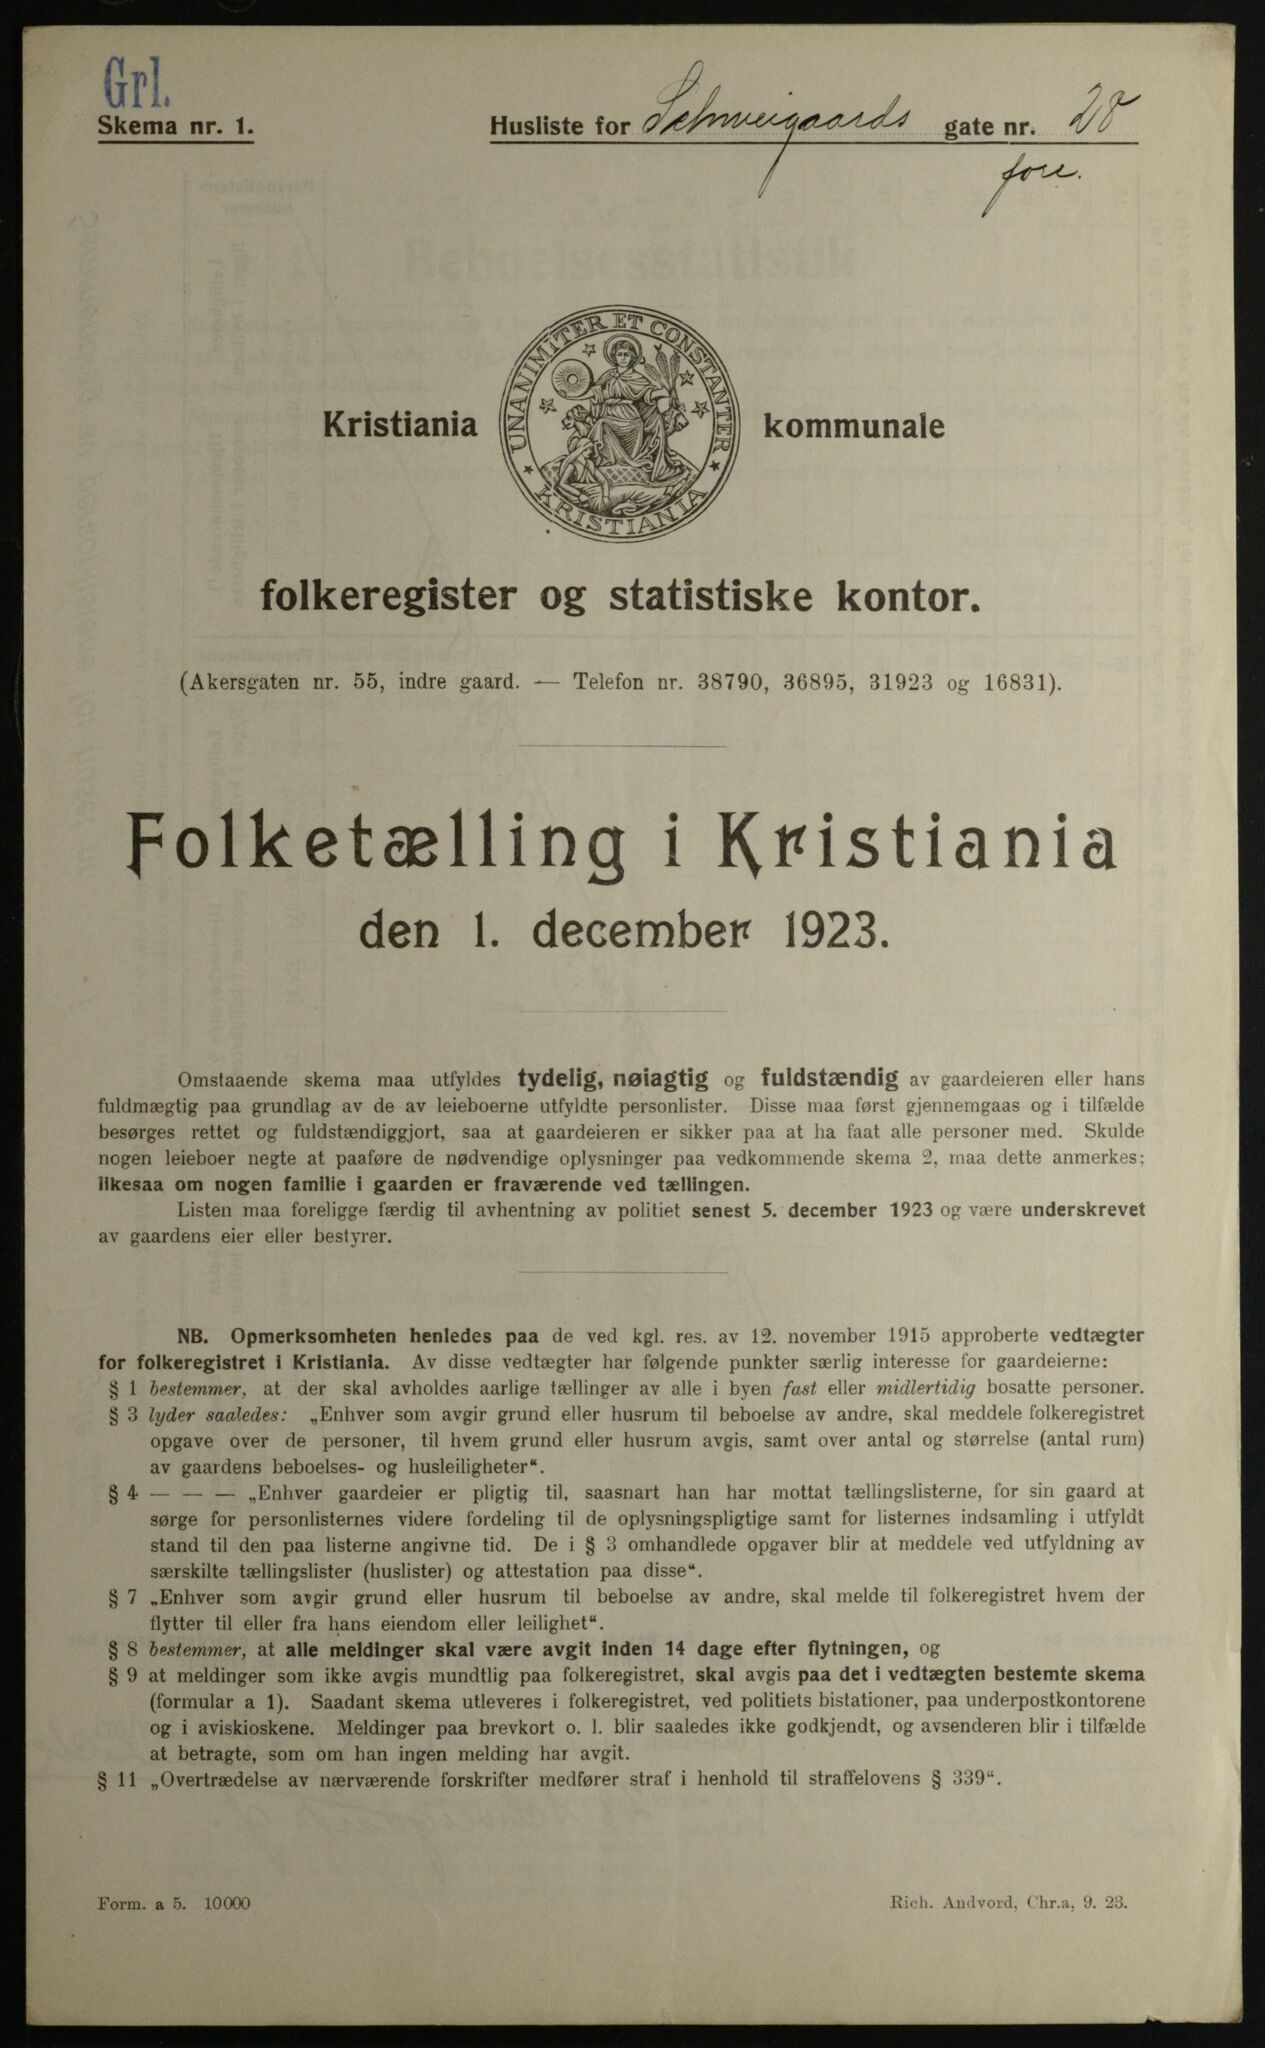 Grl.
Skema nr. 1.
Husliste for Schweigaards gate nr. 28
UNANIMITER ET CONSTANTER
KRISTIANIA
Kristiania kommunale
folkeregister og statistiske kontor.
(Akersgaten nr. 55, indre gaard. — Telefon nr. 38790, 36895, 31923 og 16831).
Folketælling i Kristiania
den 1. december 1923.
Omstaaende skema maa utfyldes tydelig, nøiagtig og fuldstændig av gaardeieren eller hans
fuldmægtig paa grundlag av de av leieboerne utfyldte personlister. Disse maa først gjennemgaas og i tilfælde
besørges rettet og fuldstændiggjort, saa at gaardeieren er sikker paa at ha faat alle personer med. Skulde
nogen leieboer negte at paaføre de nødvendige oplysninger paa vedkommende skema 2, maa dette anmerkes;
likesaa om nogen familie i gaarden er fraværende ved tællingen.
Listen maa foreligge færdig til avhentning av politiet senest 5. december 1923 og være underskrevet
av gaardens eier eller bestyrer.
NB. Opmerksomheten henledes paa de ved kgl. res. av 12. november 1915 approberte vedtægter
for folkeregistret i Kristiania. Av disse vedtægter har følgende punkter særlig interesse for gaardeierne:
§ 1 bestemmer, at der skal avholdes aarlige tællinger av alle i byen fast eller midlertidig bosatte personer.
§ 3 lyder saaledes: „Enhver som avgir grund eller husrum til beboelse av andre, skal meddele folkeregistret
opgave over de personer, til hvem grund eller husrum avgis, samt over antal og størrelse (antal rum)
av gaardens beboelses- og husleiligheter“.
§ 4 — — — „Enhver gaardeier er pligtig til, saasnart han har mottat tællingslisterne, for sin gaard at
sørge for personlisternes videre fordeling til de oplysningspligtige samt for listernes indsamling i utfyldt
stand til den paa listerne angivne tid. De i § 3 omhandlede opgaver blir at meddele ved utfyldning av
særskilte tællingslister (huslister) og attestation paa disse“.
§ 7 „Enhver som avgir grund eller husrum til beboelse av andre, skal melde til folkeregistret hvem der
flytter til eller fra hans eiendom eller leilighet“.
§ 8 bestemmer, at alle meldinger skal være avgit inden 14 dage efter flytningen, og
§ 9 at meldinger som ikke avgis mundtlig paa folkeregistret, skal avgis paa det i vedtægten bestemte skema
(formular a 1). Saadant skema utleveres i folkeregistret, ved politiets bistationer, paa underpostkontorene
og i aviskioskene. Meldinger paa brevkort o. l. blir saaledes ikke godkjendt, og avsenderen blir i tilfælde
at betragte, som om han ingen melding har avgit.
§ 11 „Overtrædelse av nærværende forskrifter medfører straf i henhold til straffelovens § 339“.
Form. a 5. 10000
Rich. Andvord, Chr.a, 9. 23.